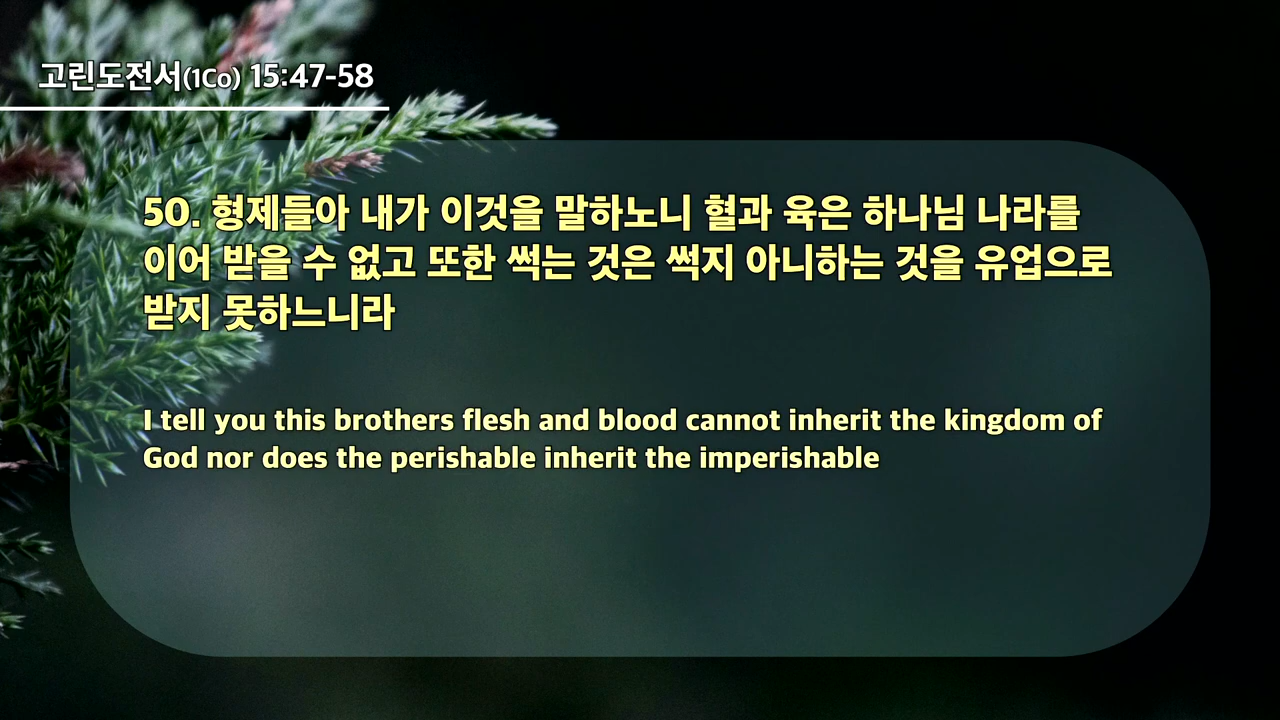 고린도전서(1Co) 15:47-58
50. 형제들아 내가 이것을 말하노니 혈과 육은 하나님 나라를
이어 받을 수 없고 또한 썩는 것은 썩지 아니하는 것을 유업으로
받지 못하느니라
I tell you this brothers flesh and blood cannot inherit the kingdom of
God nor does the perishable inherit the imperishable